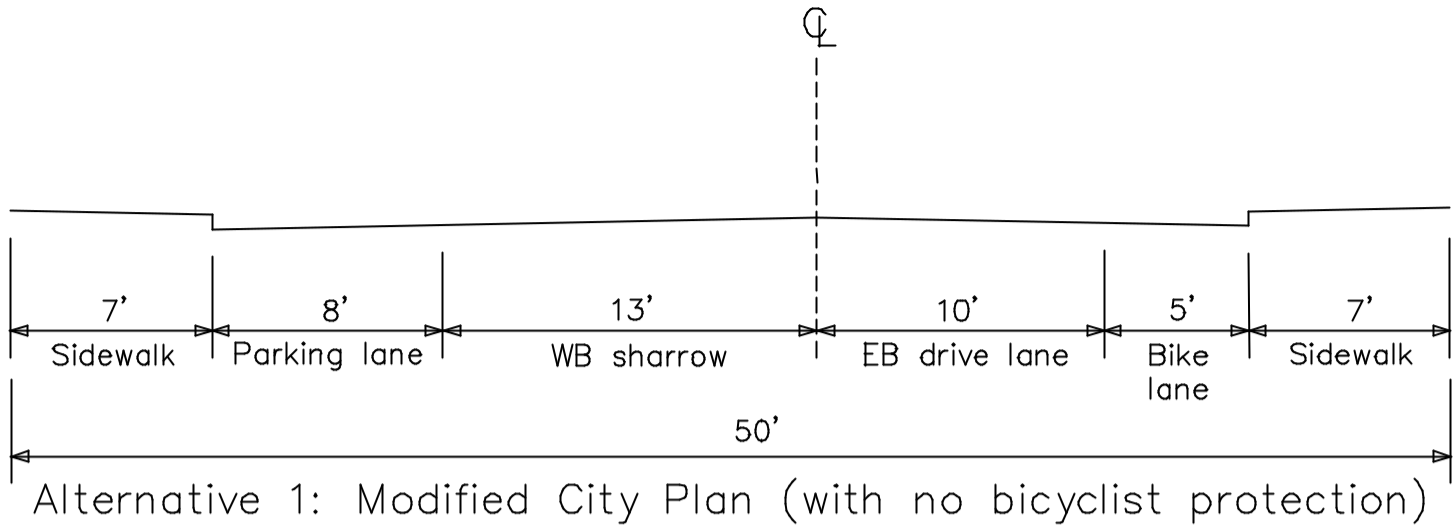 CL
7' 8' 13' 10' 5' 7'
Sidewalk Parking lane WB sharrow EB drive lane Bike lane Sidewalk
50'
Alternative 1: Modified City Plan (with no bicyclist protection)